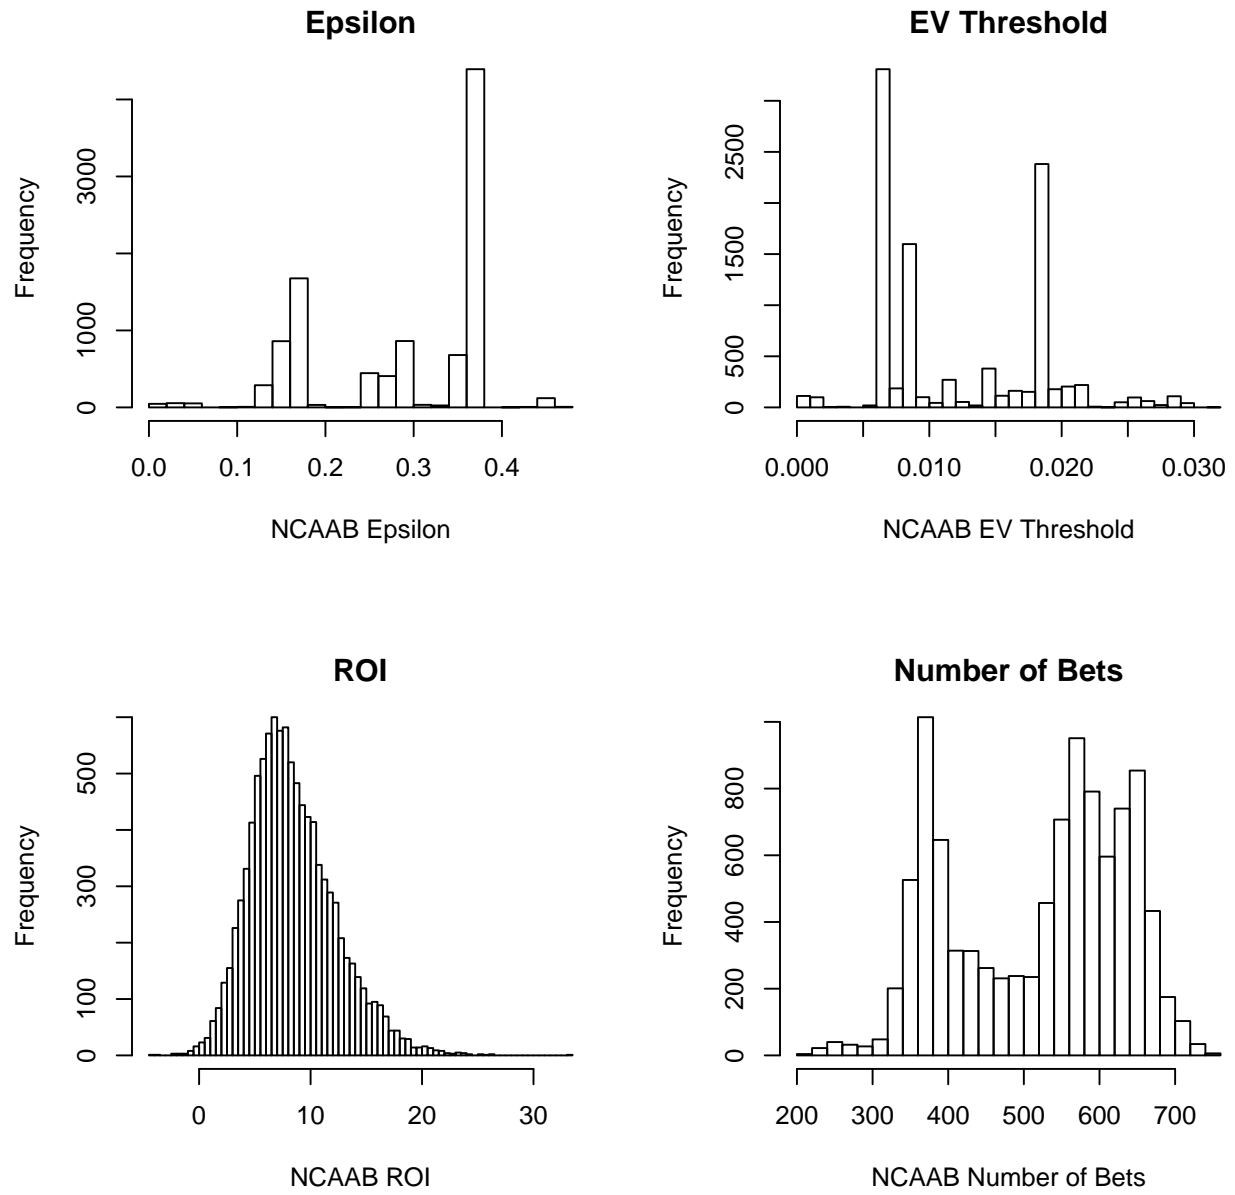 Epsilon
Frequency
0 1000 3000
0.0 0.1 0.2 0.3 0.4
NCAAB Epsilon
EV Threshold
Frequency
0 500 1500 2500
0.000 0.010 0.020 0.030
NCAAB EV Threshold
ROI
Frequency
0 100 300 500
0 10 20 30
NCAAB ROI
Number of Bets
Frequency
0 200 400 600 800
200 300 400 500 600 700
NCAAB Number of Bets